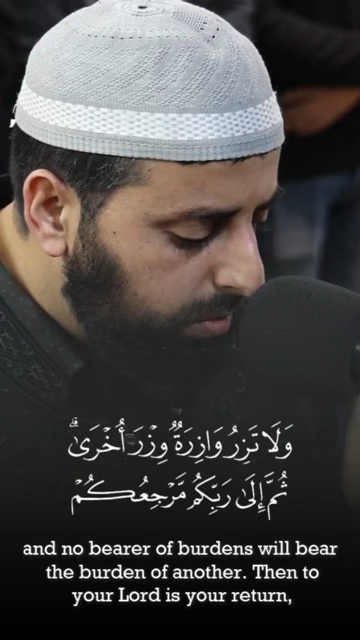 وَلَا تَزِرُ وَازِرَةٌ وِزْرَ أُخْرَىٰ ۗ
ثُمَّ إِلَىٰ رَبِّكُم مَّرْجِعُكُمْ
and no bearer of burdens will bear
the burden of another. Then to
your Lord is your return,